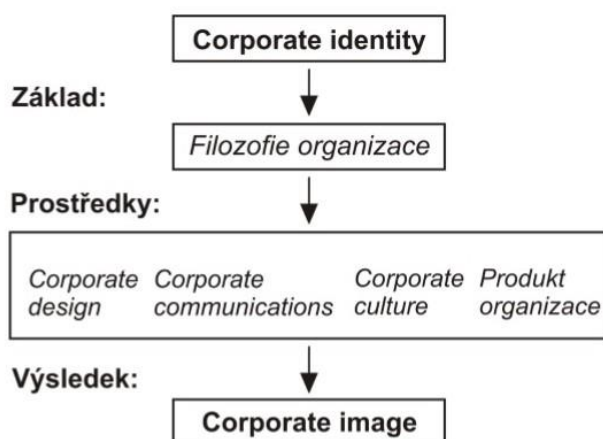 Corporate identity
Základ:
Filozofie organizace
Prostředky:
Corporate design
Corporate communications
Corporate culture
Produkt organizace
Výsledek:
Corporate image